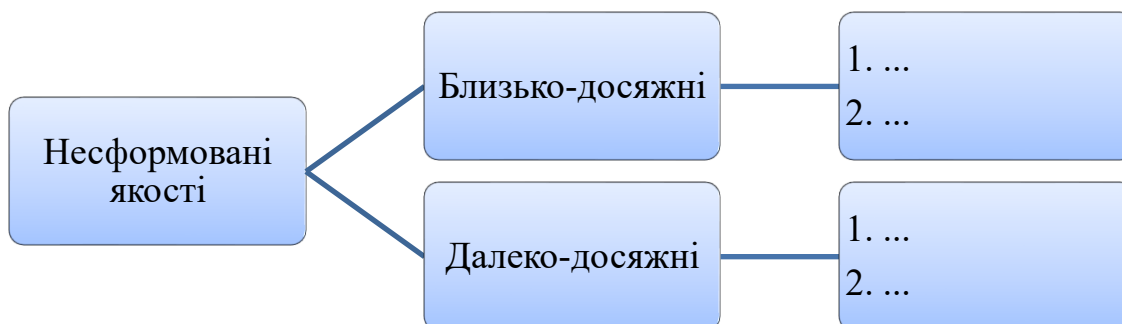 Несформовані
якості
Близько-досяжні
1. ...
2. ...
Далеко-досяжні
1. ...
2. ...